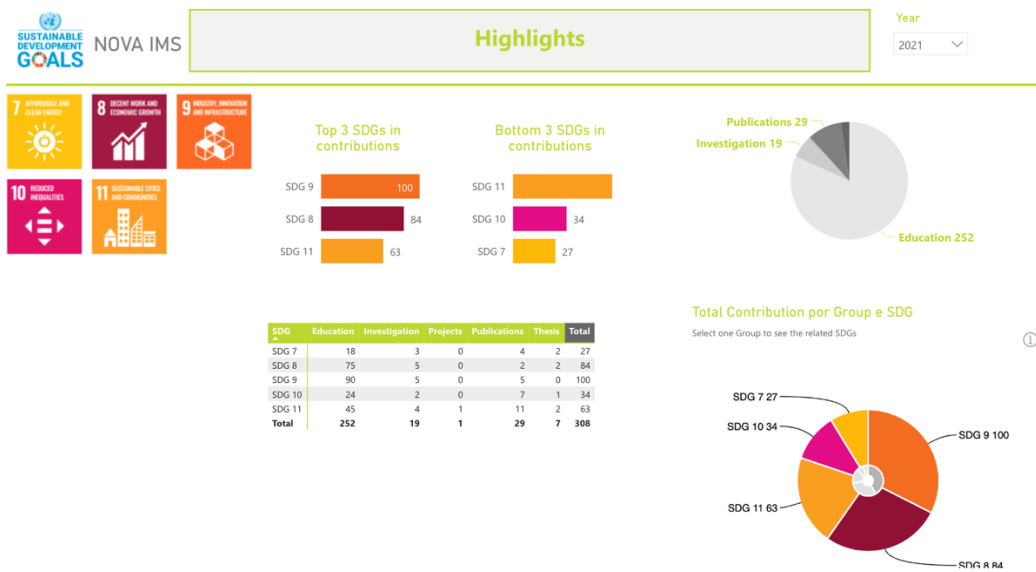 SUSTAINABLE
DEVELOPMENT
GOALS
NOVA IMS
Highlights
Year
2021
7 AFFORDABLE AND
CLEAN ENERGY
8 DECENT WORK AND
ECONOMIC GROWTH
9 INDUSTRY, INNOVATION
AND INFRASTRUCTURE
10 REDUCED
INEQUALITIES
11 SUSTAINABLE CITIES
AND COMMUNITIES
Top 3 SDGs in
contributions
SDG 9 100
SDG 8 84
SDG 11 63
Bottom 3 SDGs in
contributions
SDG 11
SDG 10 34
SDG 7 27
Publications 29
Investigation 19
Education 252
SDG Education Investigation Projects Publications Thesis Total
SDG 7 18 3 0 4 2 27
SDG 8 75 5 0 2 2 84
SDG 9 90 5 0 5 0 100
SDG 10 24 2 0 7 1 34
SDG 11 45 4 1 11 2 63
Total 252 19 1 29 7 308
Total Contribution por Group e SDG
Select one Group to see the related SDGs
SDG 7 27
SDG 10 34
SDG 9 100
SDG 11 63
SDG 8 84